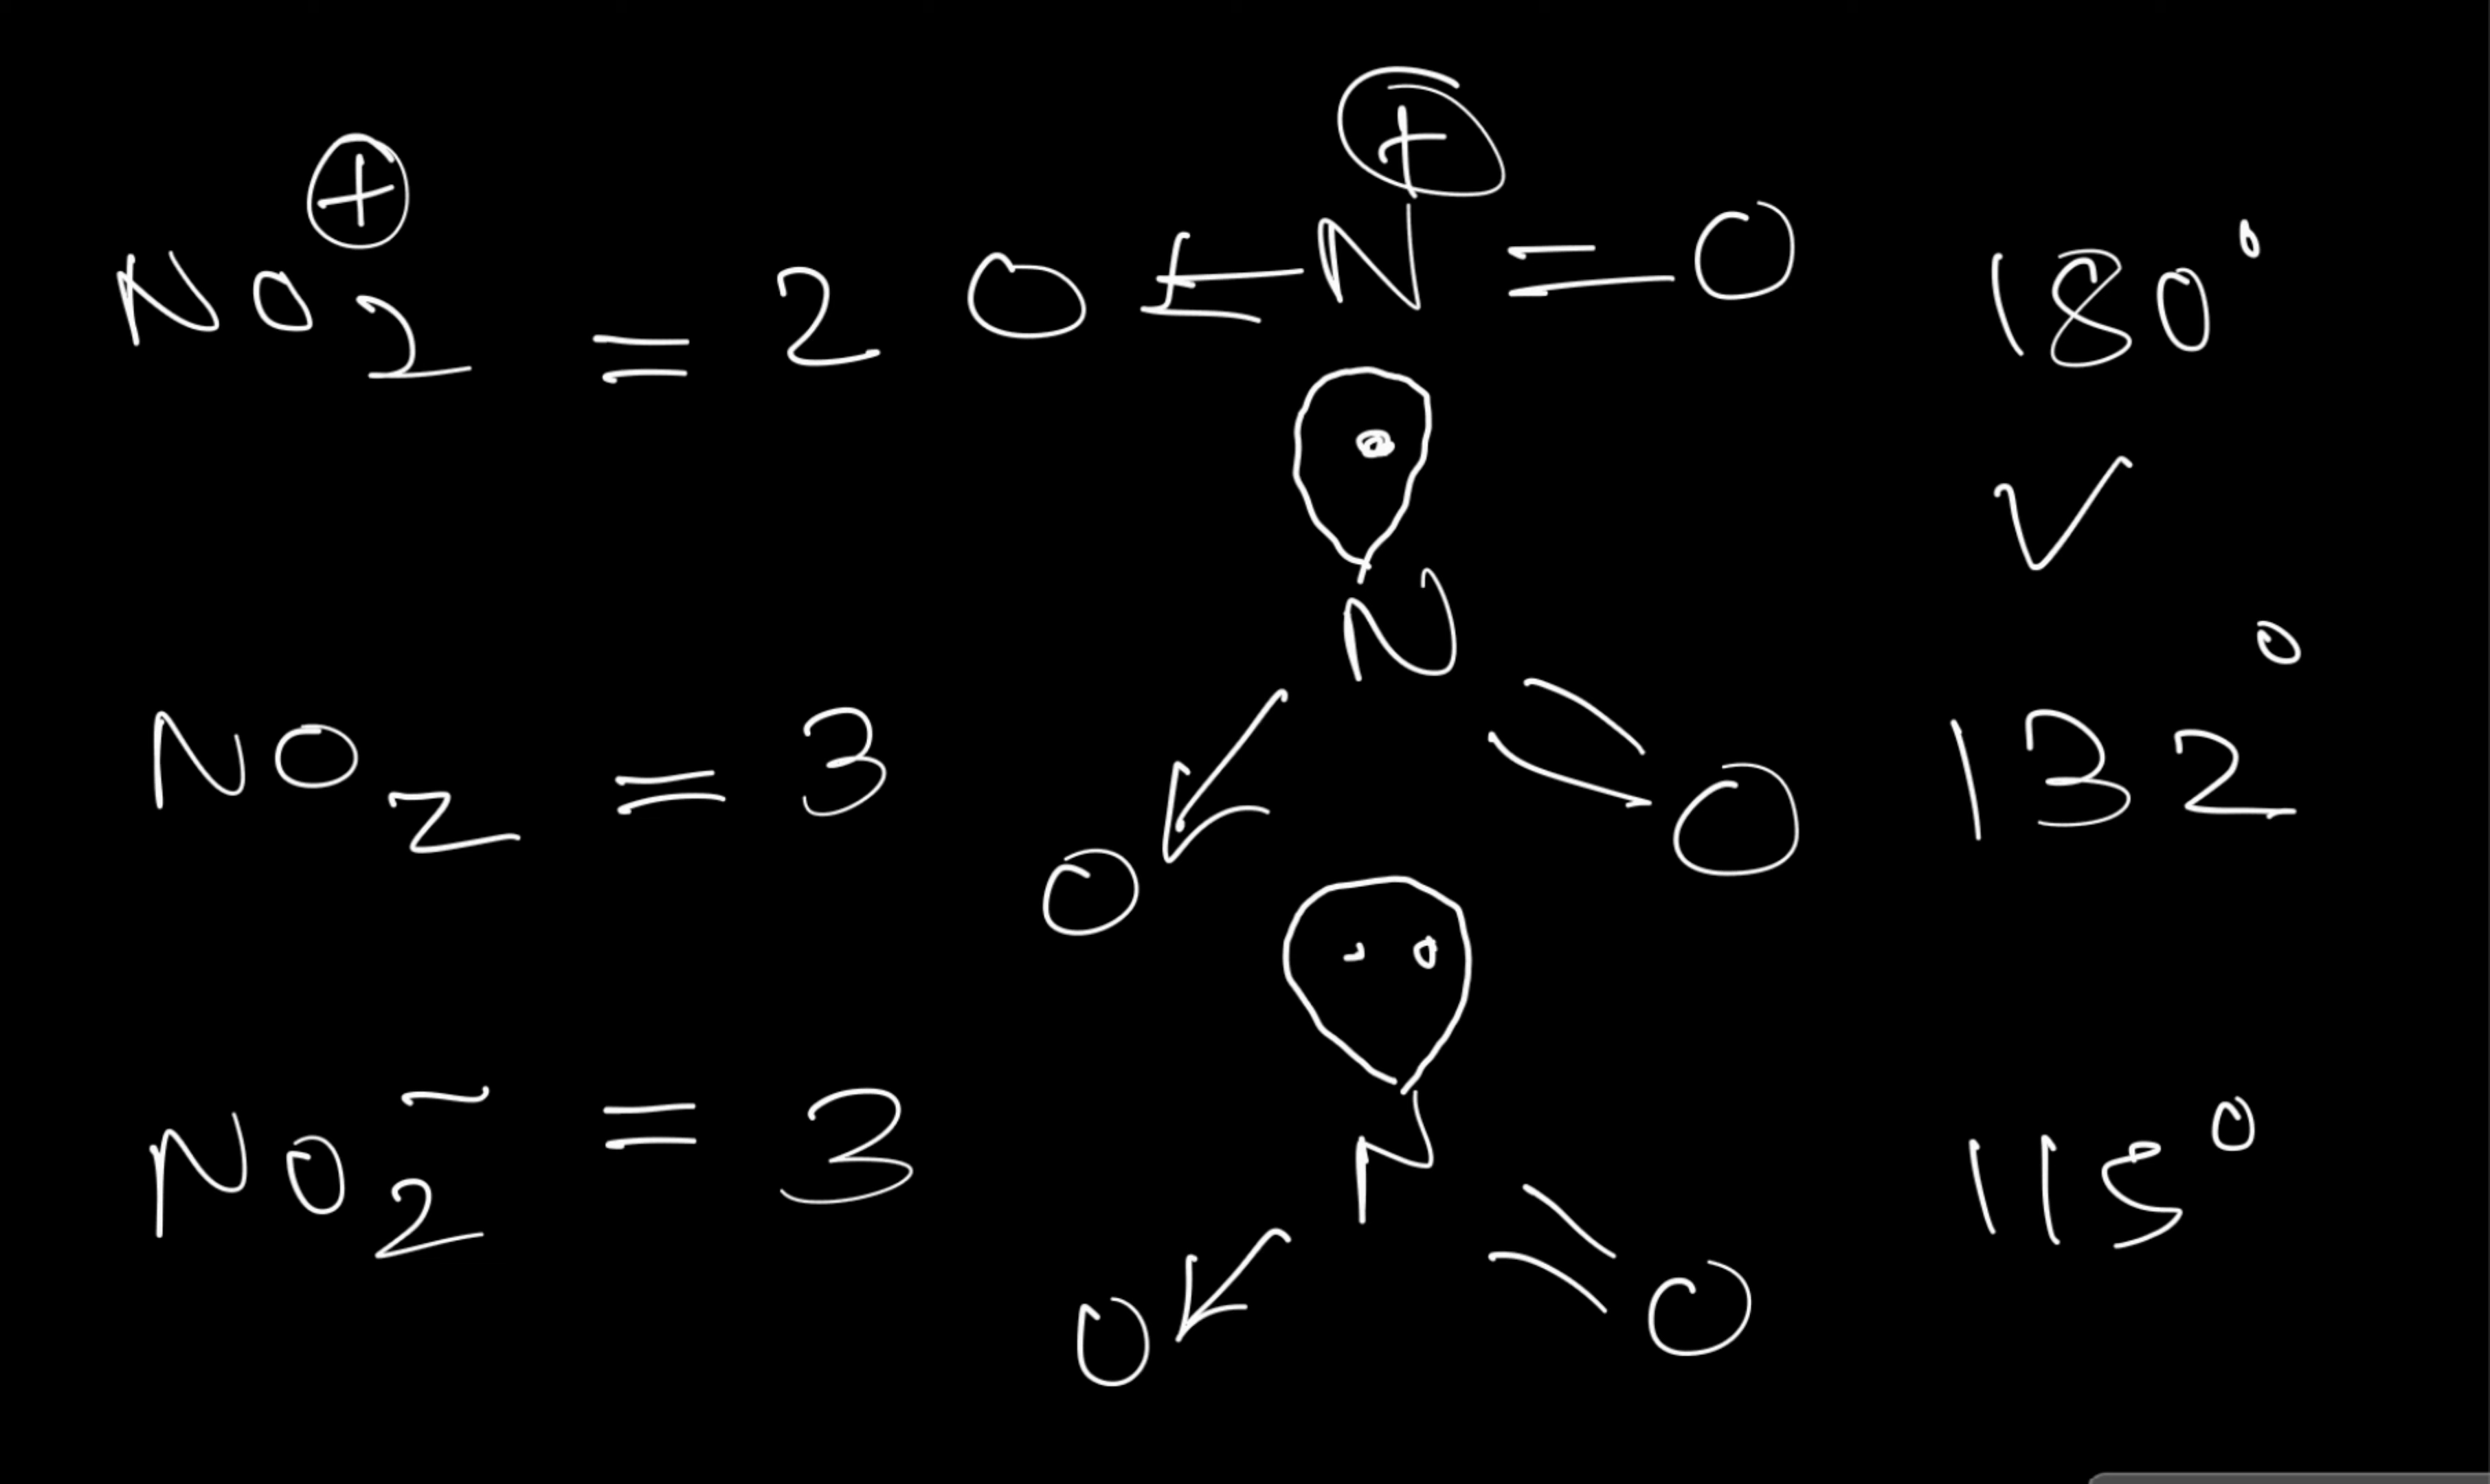 NO₂⊕ = 2 O=N⊕=O 180° ✓
NO₂ = 3 N O O 132°
NO₂⁻ = 3 N O O 115°